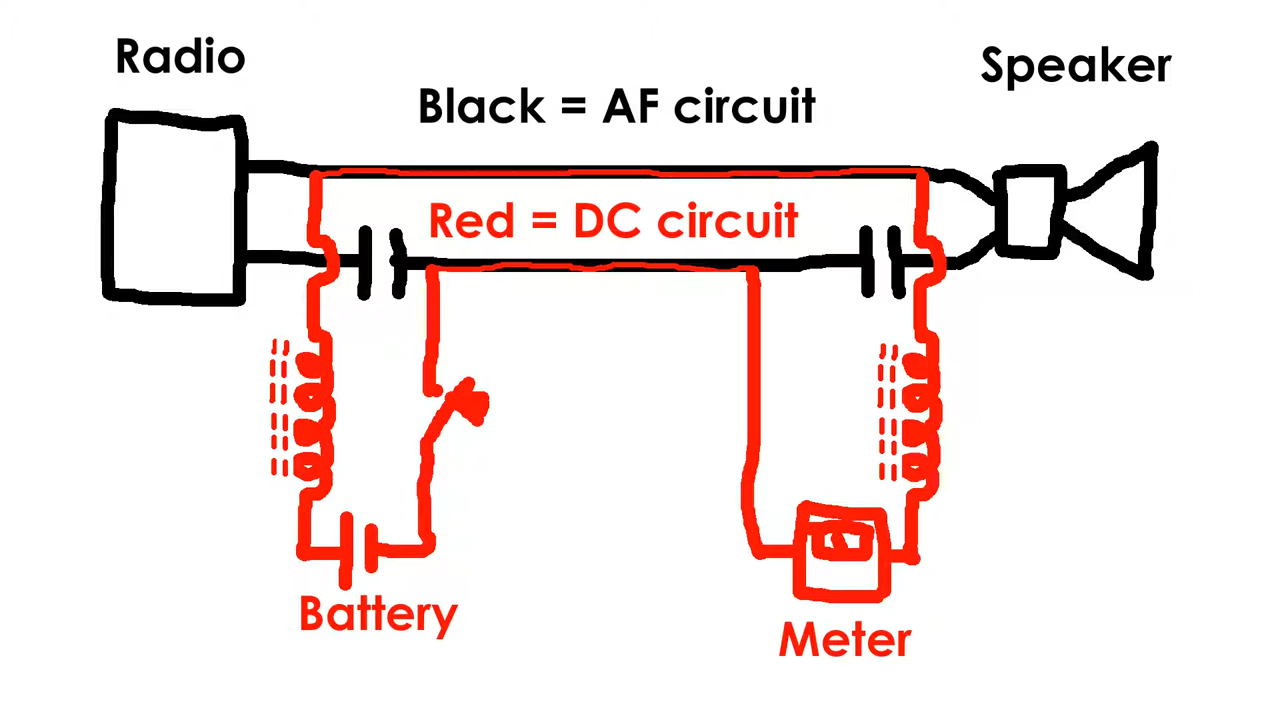 Radio
Speaker
Black = AF circuit
Red = DC circuit
Battery
Meter